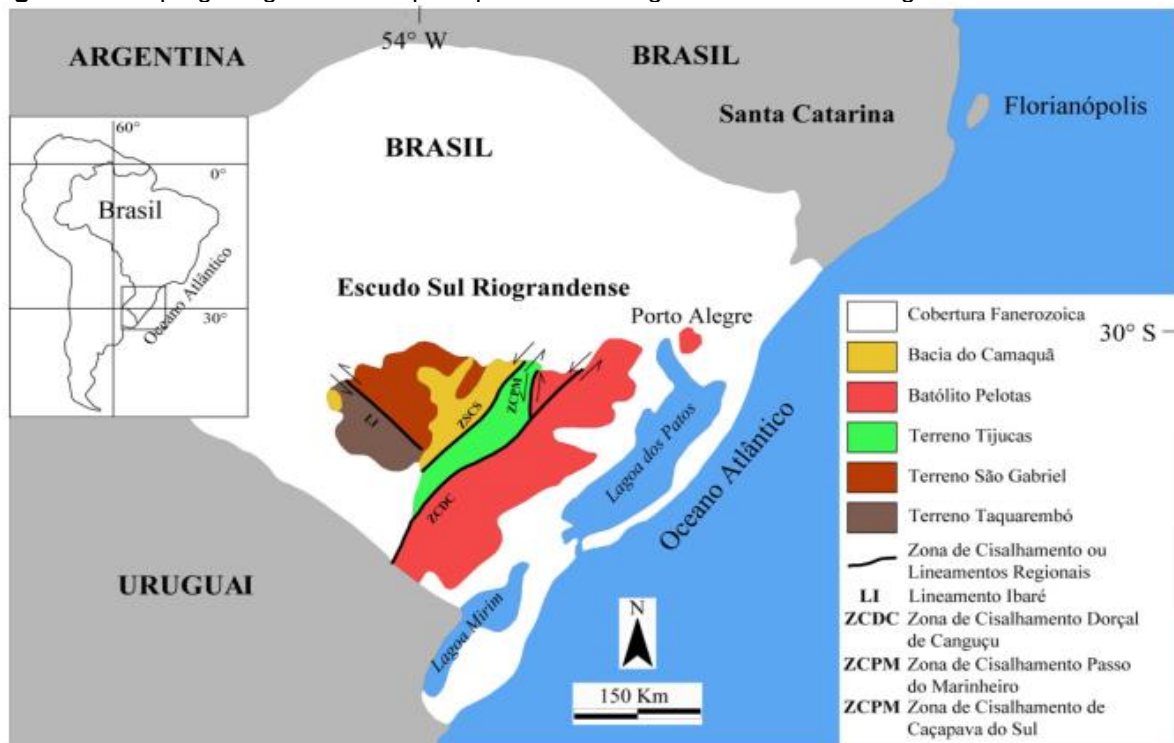 54° W
ARGENTINA
BRASIL
Santa Catarina
Florianópolis
60°
0°
Brasil
30°
Oceano Atlântico
BRASIL
Escudo Sul Riograndense
Porto Alegre
30° S
LI
ZSCS
ZCPM
ZCDC
Lagoa dos Patos
Oceano Atlântico
URUGUAI
Lagoa Mirim
N
150 Km
Cobertura Fanerozoica
Bacia do Camaquã
Batólito Pelotas
Terreno Tijucas
Terreno São Gabriel
Terreno Taquarembó
Zona de Cisalhamento ou
Lineamentos Regionais
LI Lineamento Ibaré
ZCDC Zona de Cisalhamento Dorçal
de Canguçu
ZCPM Zona de Cisalhamento Passo
do Marinheiro
ZCPM Zona de Cisalhamento de
Caçapava do Sul